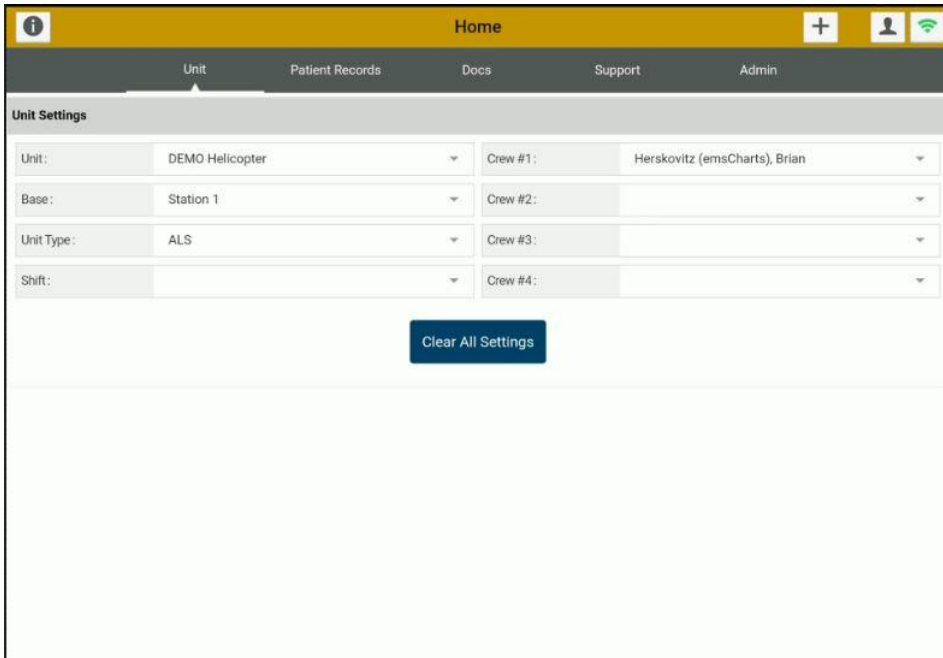 Home
Unit Patient Records Docs Support Admin
Unit Settings
Unit: DEMO Helicopter Crew #1: Herskovitz (emsCharts), Brian
Base: Station 1 Crew #2:
Unit Type: ALS Crew #3:
Shift: Crew #4:
Clear All Settings